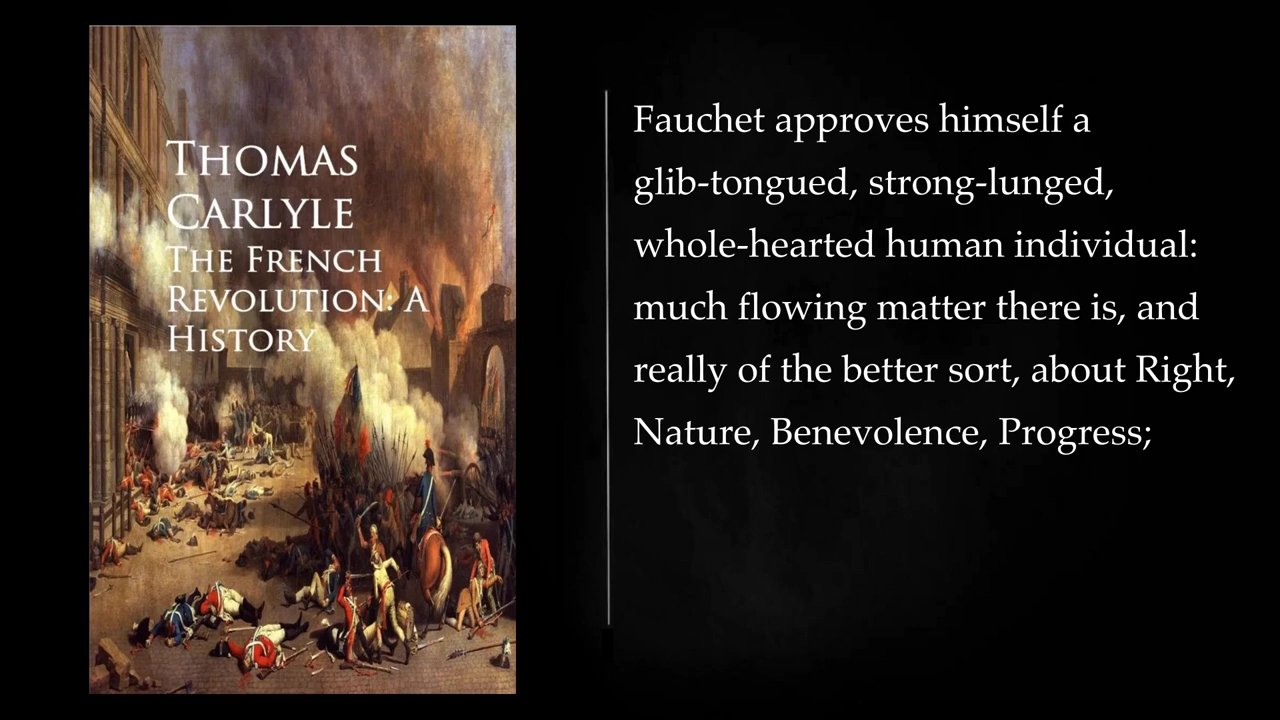 THOMAS
CARLYLE
THE FRENCH
REVOLUTION: A
HISTORY
Fauchet approves himself a
glib-tongued, strong-lunged,
whole-hearted human individual:
much flowing matter there is, and
really of the better sort, about Right,
Nature, Benevolence, Progress;